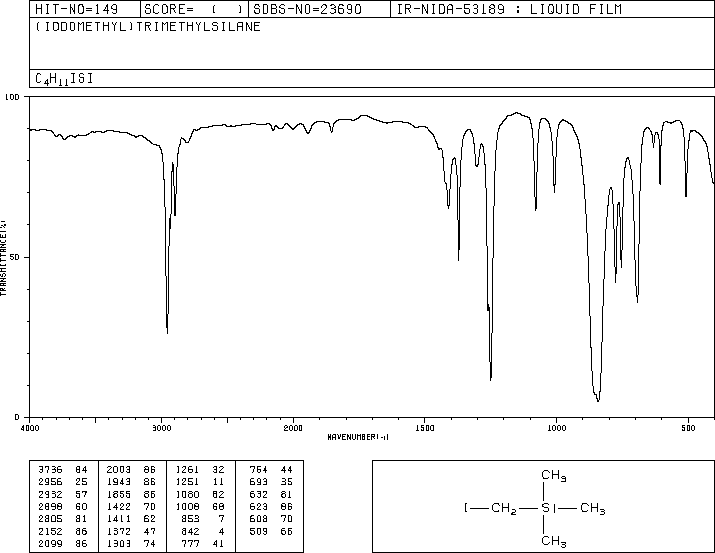 HIT-NO=149 SCORE= ( ) SDBS-NO=23690 IR-NIDA-53189 : LIQUID FILM
(IODOMETHYL)TRIMETHYLSILANE
C4H11ISI
100
50
0
TRANSMITTANCE(%)
4000 3000 2000 1500 1000 500
WAVENUMBER(-1)
3736 84 2003 86 1261 32 764 44
2956 25 1943 86 1251 11 693 35
2932 57 1855 86 1080 62 632 81
2898 60 1422 70 1008 68 623 86
2805 81 1411 62 853 7 608 70
2152 86 1372 47 842 4 509 66
2099 86 1303 74 777 41
CH3
I—CH2—SI—CH3
CH3